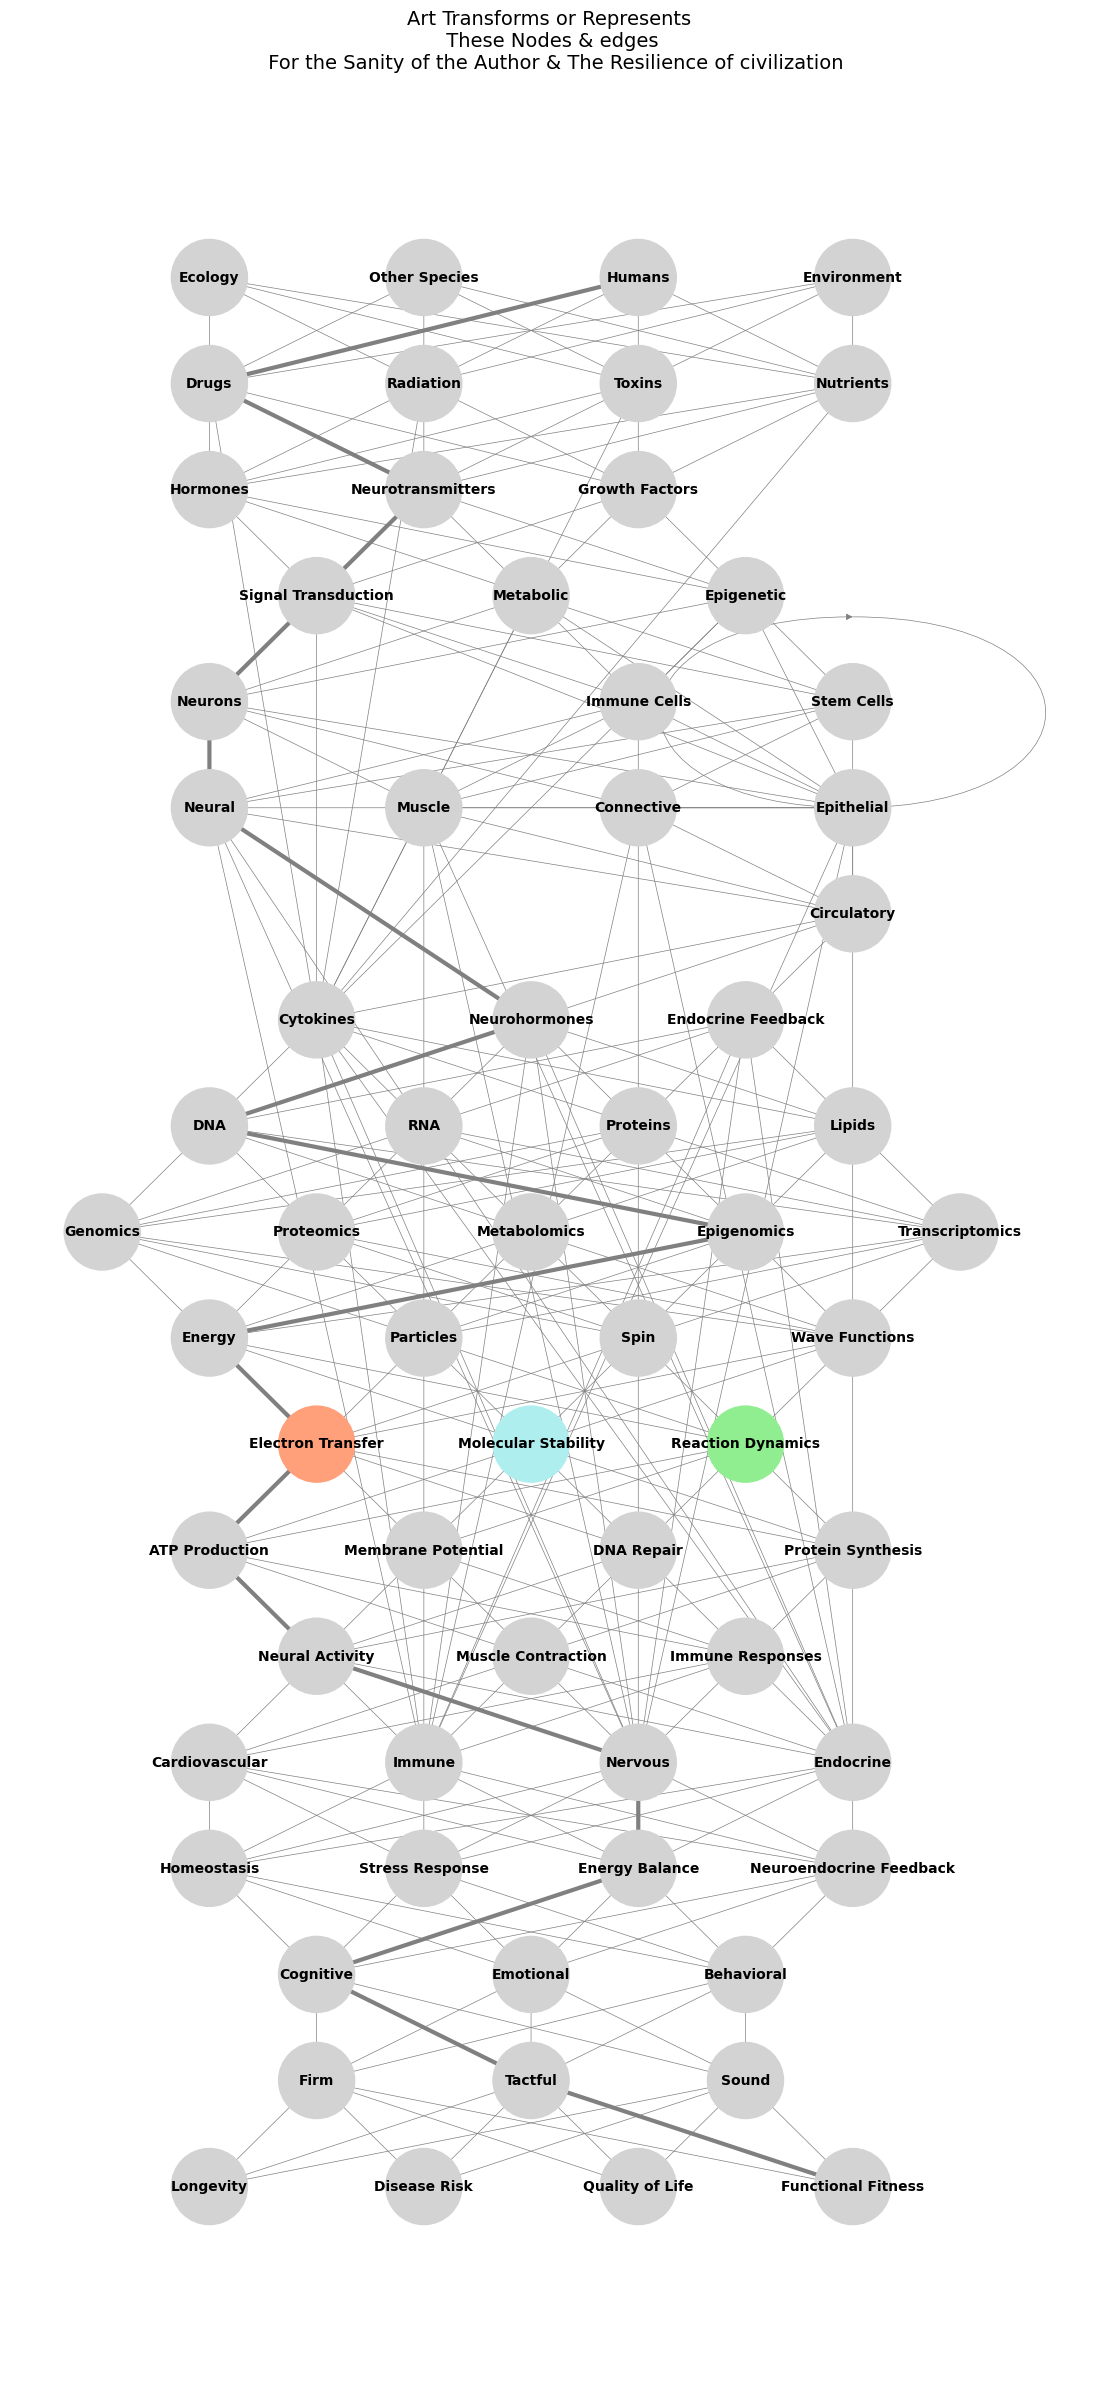 Art Transforms or Represents
These Nodes & edges
For the Sanity of the Author & The Resilience of civilization
Ecology Other Species Humans Environment
Drugs Radiation Toxins Nutrients
Hormones Neurotransmitters Growth Factors
Signal Transduction Metabolic Epigenetic
Neurons Immune Cells Stem Cells
Neural Muscle Connective Epithelial
Circulatory
Cytokines Neurohormones Endocrine Feedback
DNA RNA Proteins Lipids
Genomics Proteomics Metabolomics Epigenomics Transcriptomics
Energy Particles Spin Wave Functions
Electron Transfer Molecular Stability Reaction Dynamics
ATP Production Membrane Potential DNA Repair Protein Synthesis
Neural Activity Muscle Contraction Immune Responses
Cardiovascular Immune Nervous Endocrine
Homeostasis Stress Response Energy Balance Neuroendocrine Feedback
Cognitive Emotional Behavioral
Firm Tactful Sound
Longevity Disease Risk Quality of Life Functional Fitness